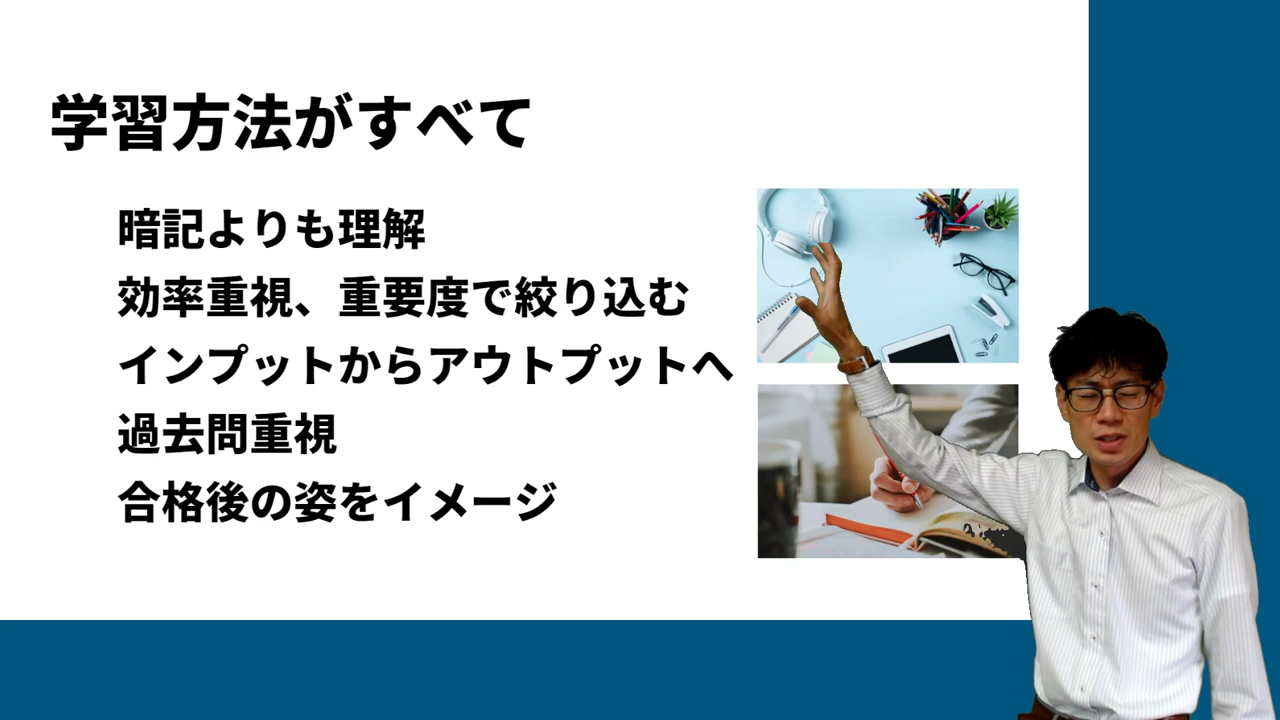 学習方法がすべて
暗記よりも理解
効率重視、重要度で絞り込む
インプットからアウトプットへ
過去問重視
合格後の姿をイメージ